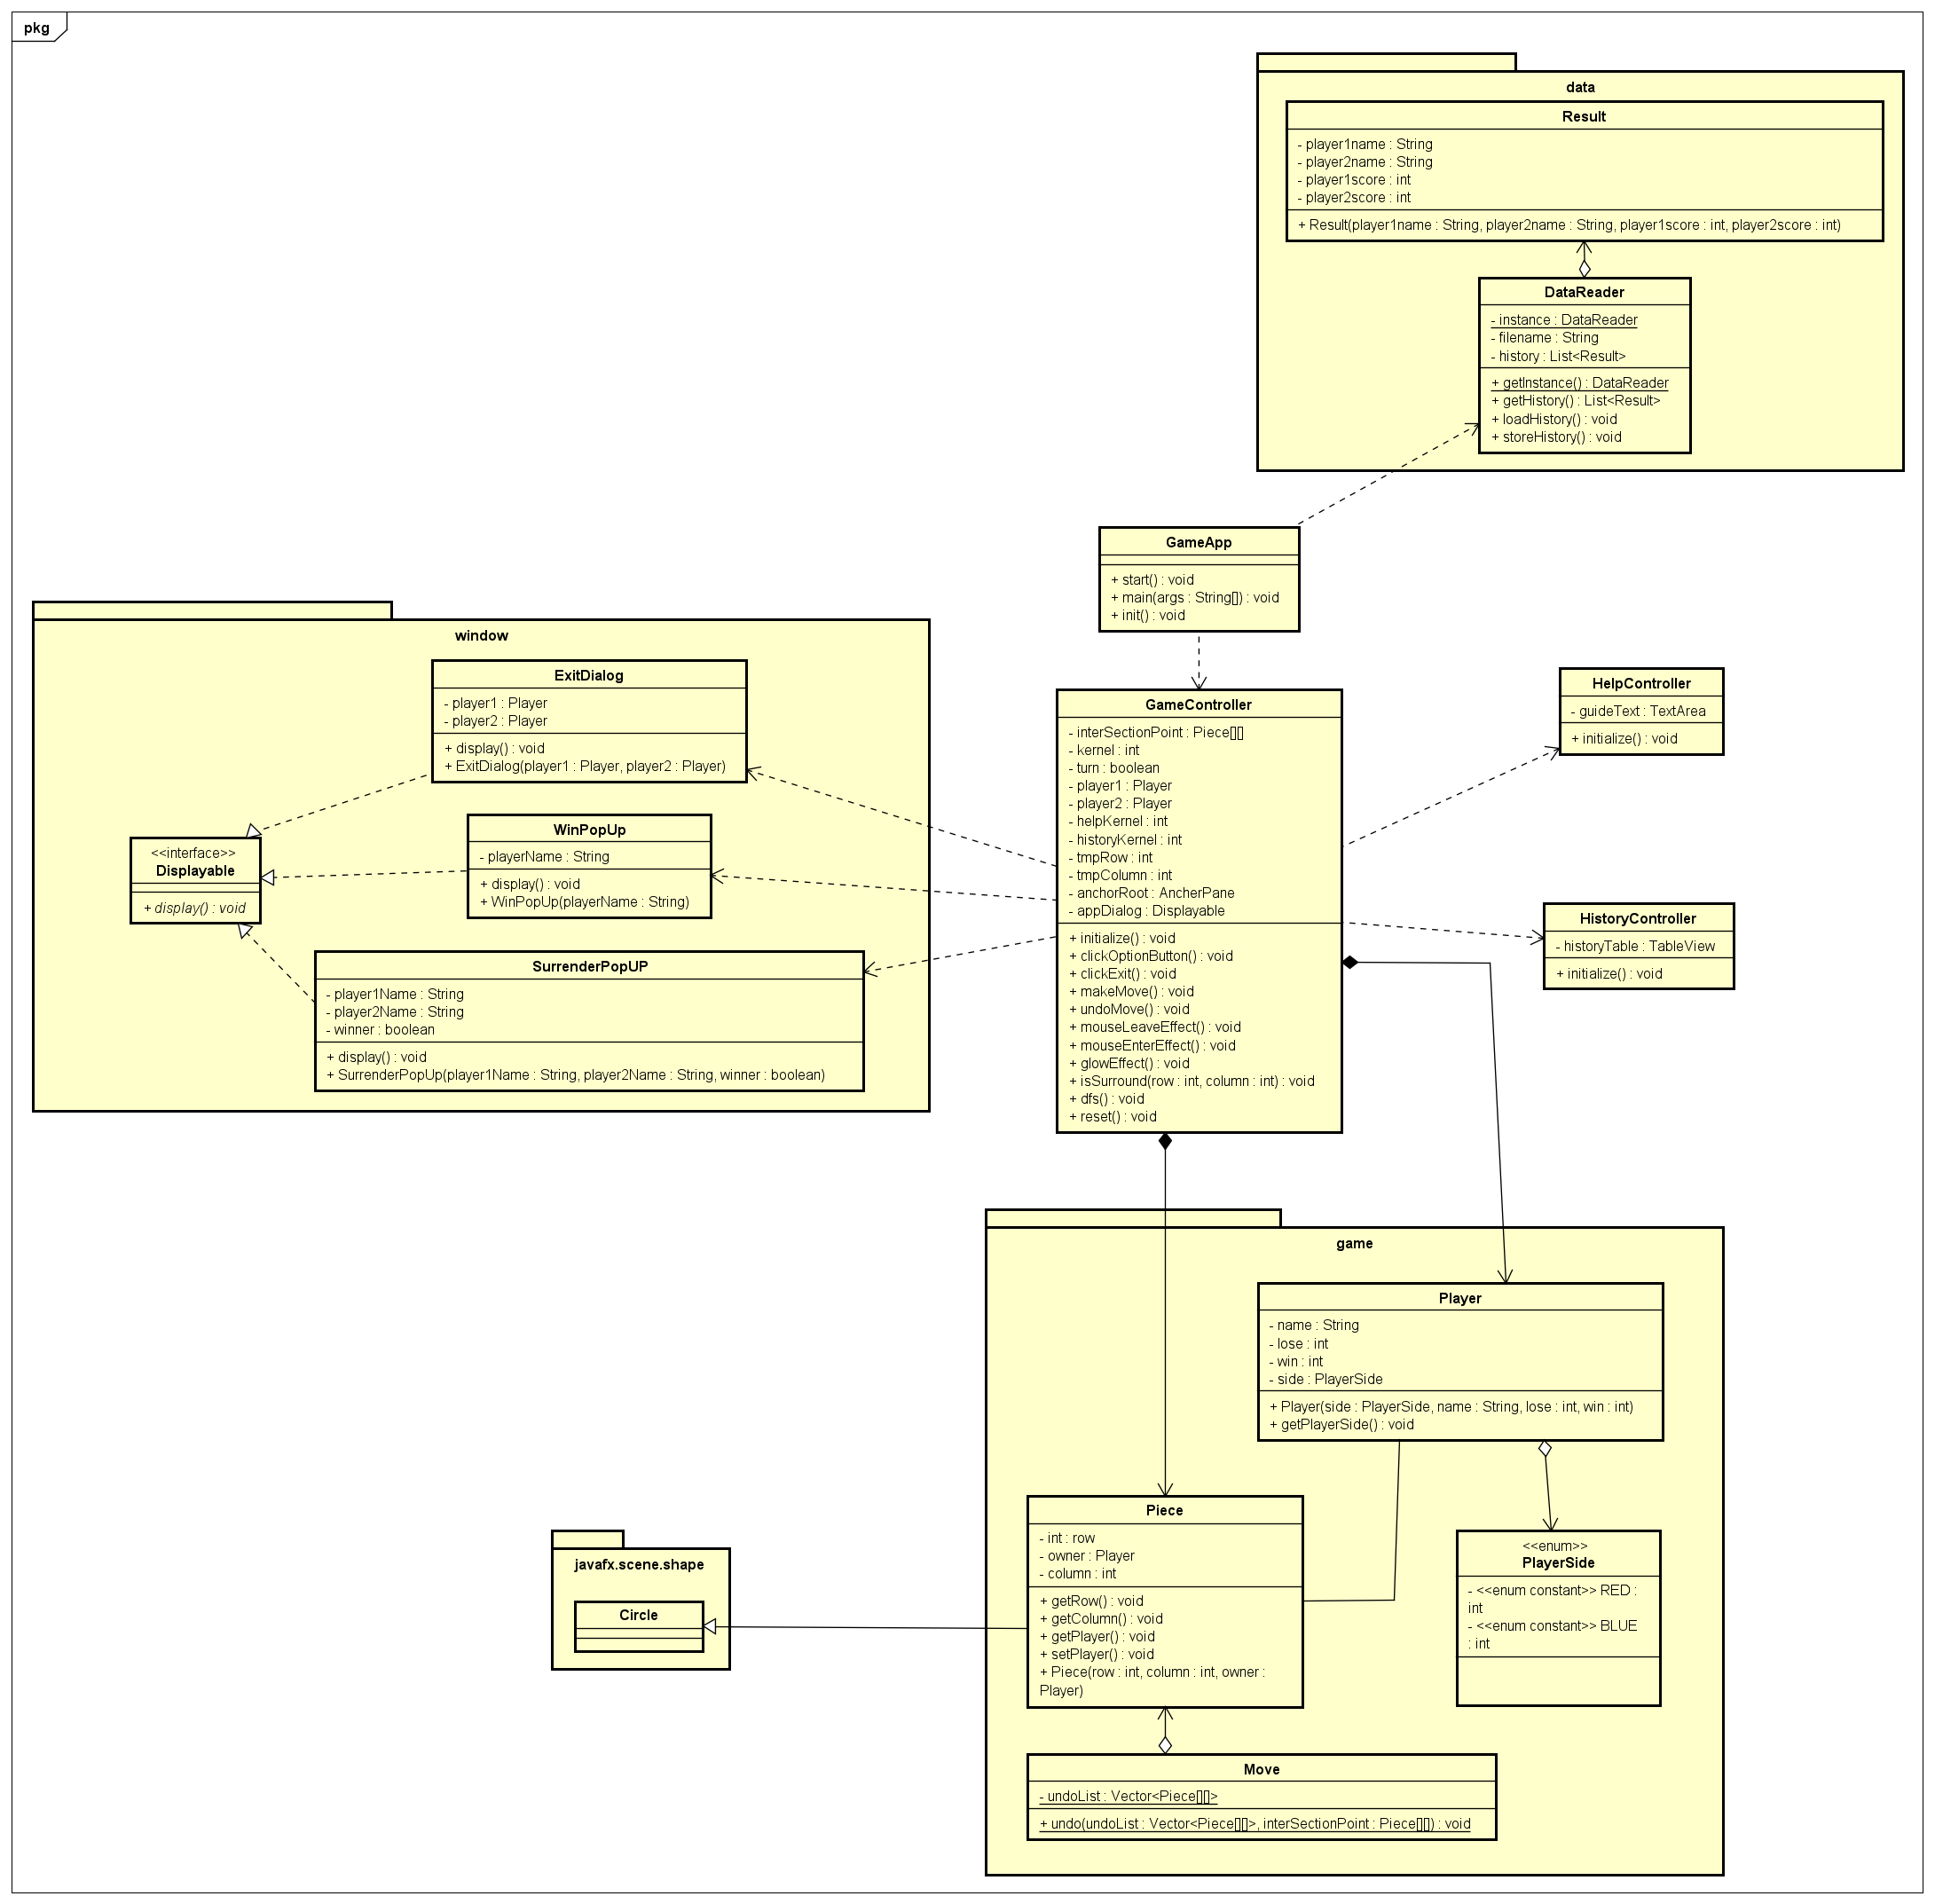 pkg
data
Result
- player1name : String
- player2name : String
- player1score : int
- player2score : int
+ Result(player1name : String, player2name : String, player1score : int, player2score : int)
DataReader
- instance : DataReader
- filename : String
- history : List<Result>
+ getInstance() : DataReader
+ getHistory() : List<Result>
+ loadHistory() : void
+ storeHistory() : void
GameApp
+ start() : void
+ main(args : String[]) : void
+ init() : void
window
ExitDialog
- player1 : Player
- player2 : Player
+ display() : void
+ ExitDialog(player1 : Player, player2 : Player)
WinPopUp
- playerName : String
+ display() : void
+ WinPopUp(playerName : String)
<<interface>>
Displayable
+ display() : void
SurrenderPopUP
- player1Name : String
- player2Name : String
- winner : boolean
+ display() : void
+ SurrenderPopUp(player1Name : String, player2Name : String, winner : boolean)
GameController
- interSectionPoint : Piece[][]
- kernel : int
- turn : boolean
- player1 : Player
- player2 : Player
- helpKernel : int
- historyKernel : int
- tmpRow : int
- tmpColumn : int
- anchorRoot : AncherPane
- appDialog : Displayable
+ initialize() : void
+ clickOptionButton() : void
+ clickExit() : void
+ makeMove() : void
+ undoMove() : void
+ mouseLeaveEffect() : void
+ mouseEnterEffect() : void
+ glowEffect() : void
+ isSurround(row : int, column : int) : void
+ dfs() : void
+ reset() : void
HelpController
- guideText : TextArea
+ initialize() : void
HistoryController
- historyTable : TableView
+ initialize() : void
game
Player
- name : String
- lose : int
- win : int
- side : PlayerSide
+ Player(side : PlayerSide, name : String, lose : int, win : int)
+ getPlayerSide() : void
Piece
- int : row
- owner : Player
- column : int
+ getRow() : void
+ getColumn() : void
+ getPlayer() : void
+ setPlayer() : void
+ Piece(row : int, column : int, owner :
Player)
<<enum>>
PlayerSide
- <<enum constant>> RED :
int
- <<enum constant>> BLUE
: int
javafx.scene.shape
Circle
Move
- undoList : Vector<Piece[][]>
+ undo(undoList : Vector<Piece[][]>, interSectionPoint : Piece[][]) : void